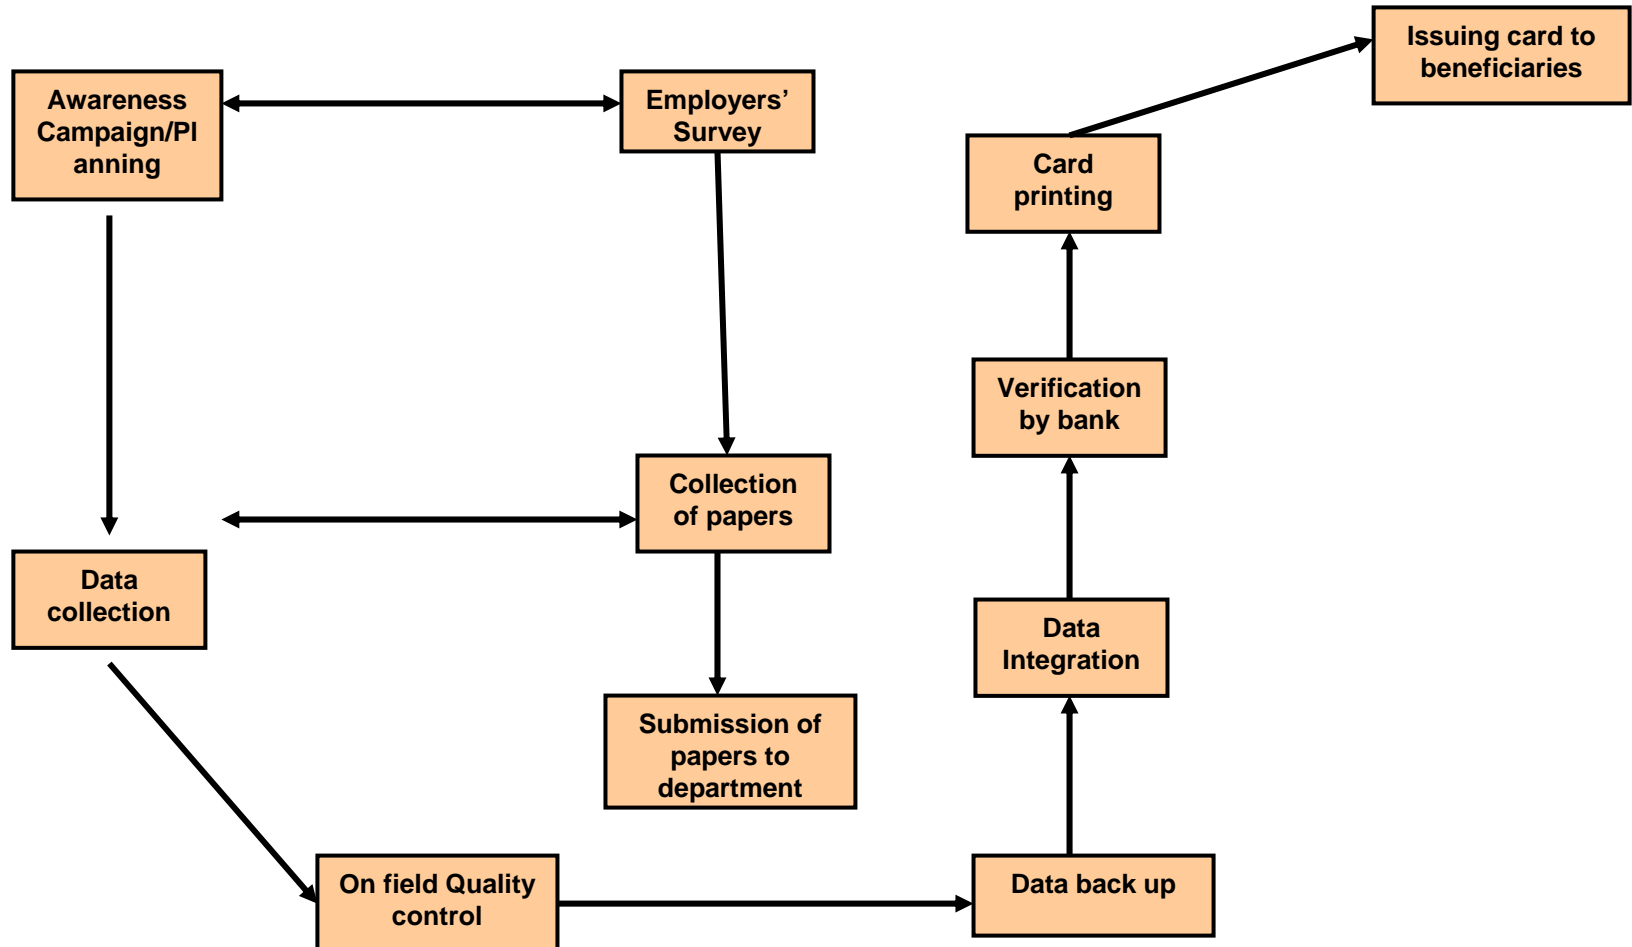 Awareness
Campaign/Pl
anning
Employers’
Survey
Issuing card to
beneficiaries
Card
printing
Verification
by bank
Collection
of papers
Data
collection
Data
Integration
Submission of
papers to
department
On field Quality
control
Data back up